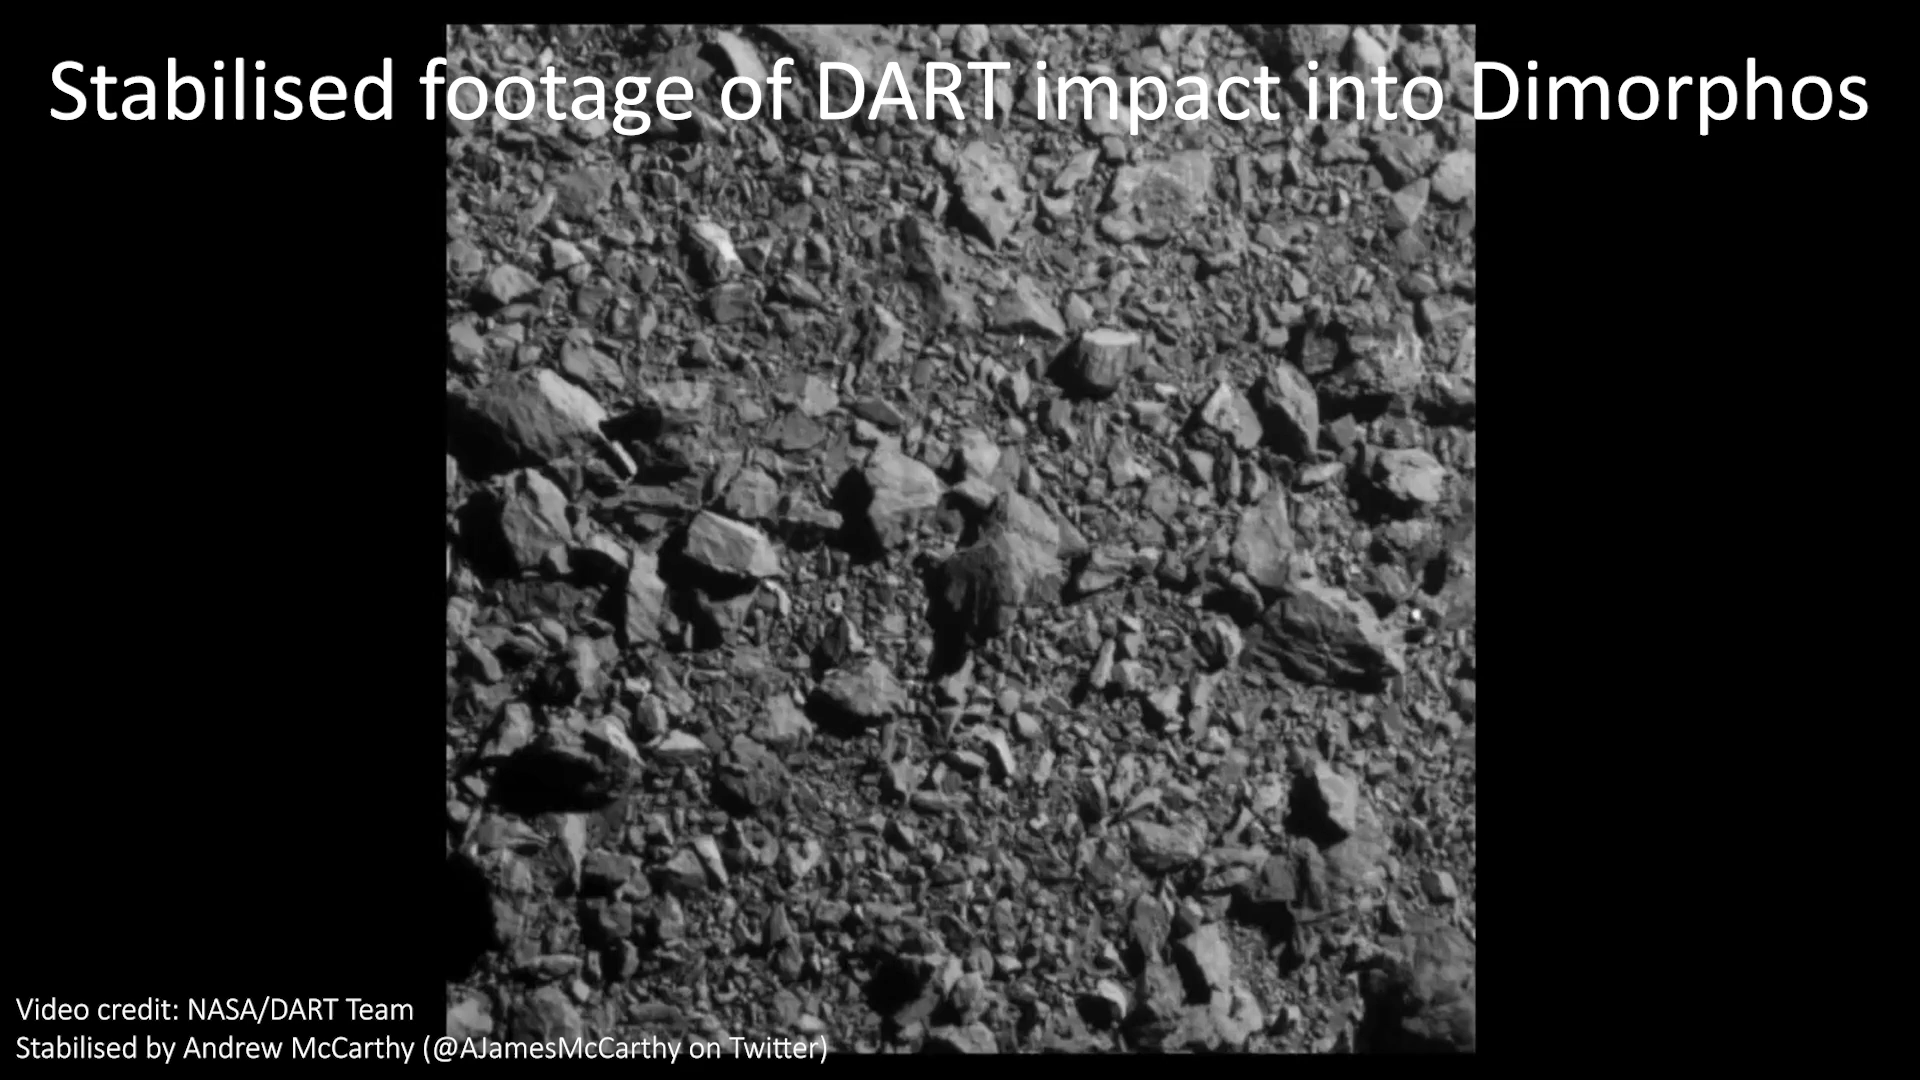 Stabilised footage of DART impact into Dimorphos
Video credit: NASA/DART Team
Stabilised by Andrew McCarthy (@AJamesMcCarthy on Twitter)